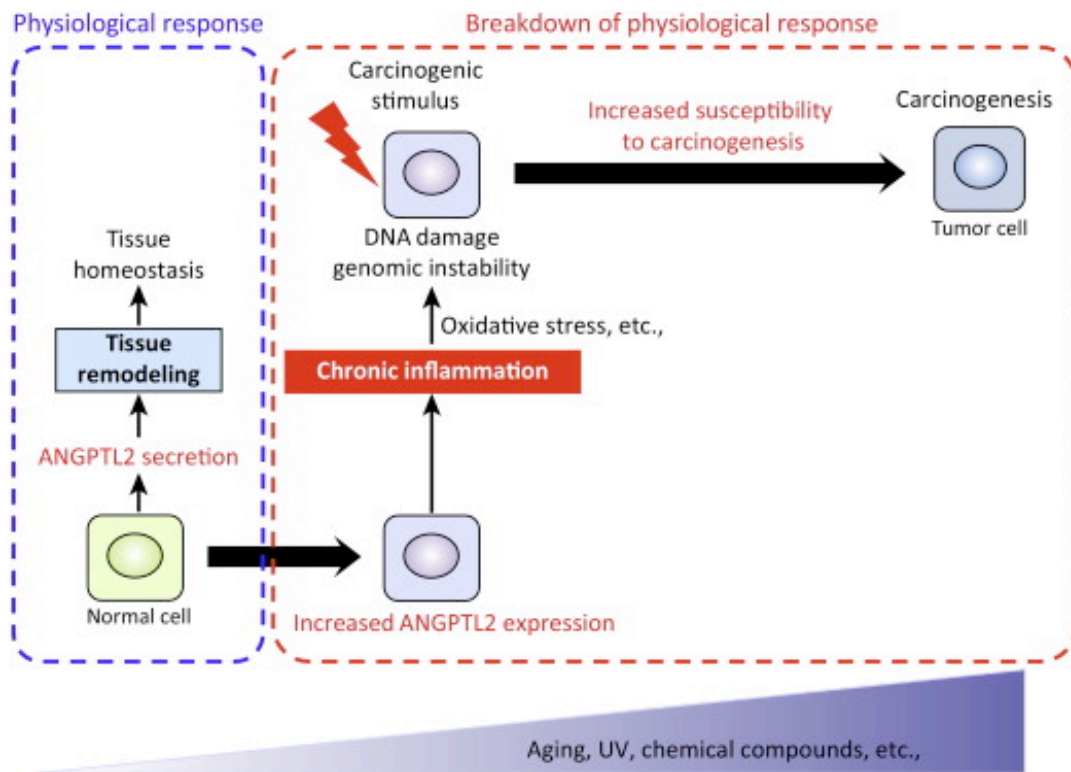 Physiological response
Breakdown of physiological response
Carcinogenic
stimulus
Increased susceptibility
to carcinogenesis
Carcinogenesis
Tumor cell
DNA damage
genomic instability
Tissue
homeostasis
Oxidative stress, etc.,
Tissue
remodeling
Chronic inflammation
ANGPTL2 secretion
Normal cell
Increased ANGPTL2 expression
Aging, UV, chemical compounds, etc.,